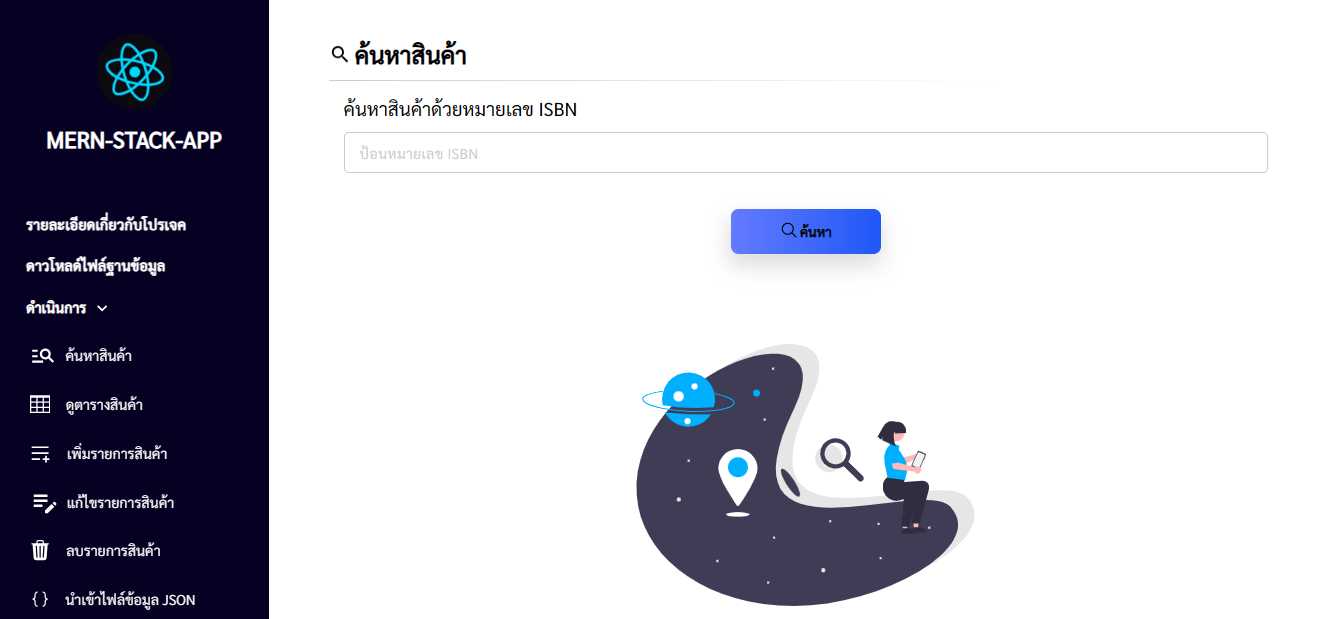 MERN-STACK-APP
รายละเอียดเกี่ยวกับโปรเจค
ดาวโหลด์ไฟล์ฐานข้อมูล
ดำเนินการ
ค้นหาสินค้า
ดูตารางสินค้า
เพิ่มรายการสินค้า
แก้ไขรายการสินค้า
ลบรายการสินค้า
{ } นำเข้าไฟล์ข้อมูล JSON
ค้นหาสินค้า
ค้นหาสินค้าด้วยหมายเลข ISBN
ป้อนหมายเลข ISBN
ค้นหา